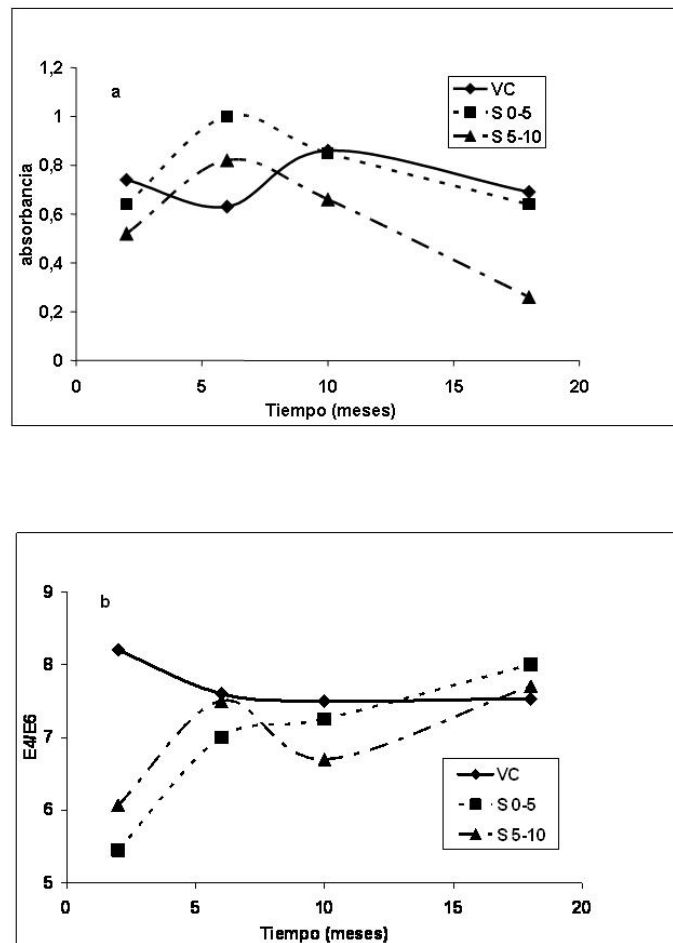 1,2
a
VC
S 0-5
S 5-10
1
0,8
0,6
0,4
0,2
0
absorbancia
0 5 10 15 20
Tiempo (meses)
9
b
8
7
6
5
E4/E6
VC
S 0-5
S 5-10
0 5 10 15 20
Tiempo (meses)